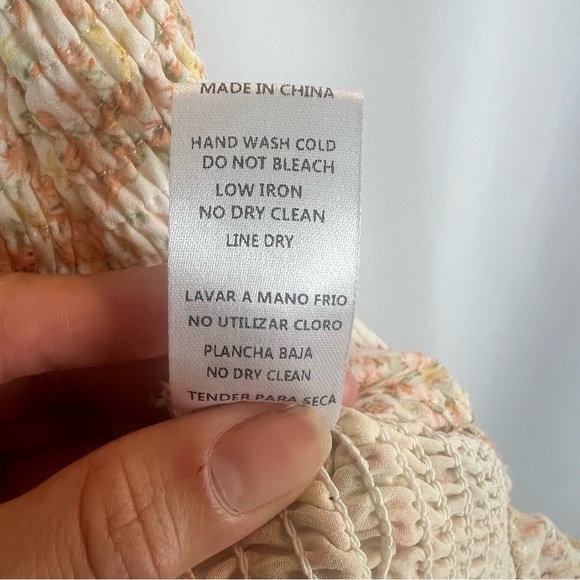 MADE IN CHINA
HAND WASH COLD
DO NOT BLEACH
LOW IRON
NO DRY CLEAN
LINE DRY
LAVAR A MANO FRIO
NO UTILIZAR CLORO
PLANCHA BAJA
NO DRY CLEAN
TENDER PARA SECA